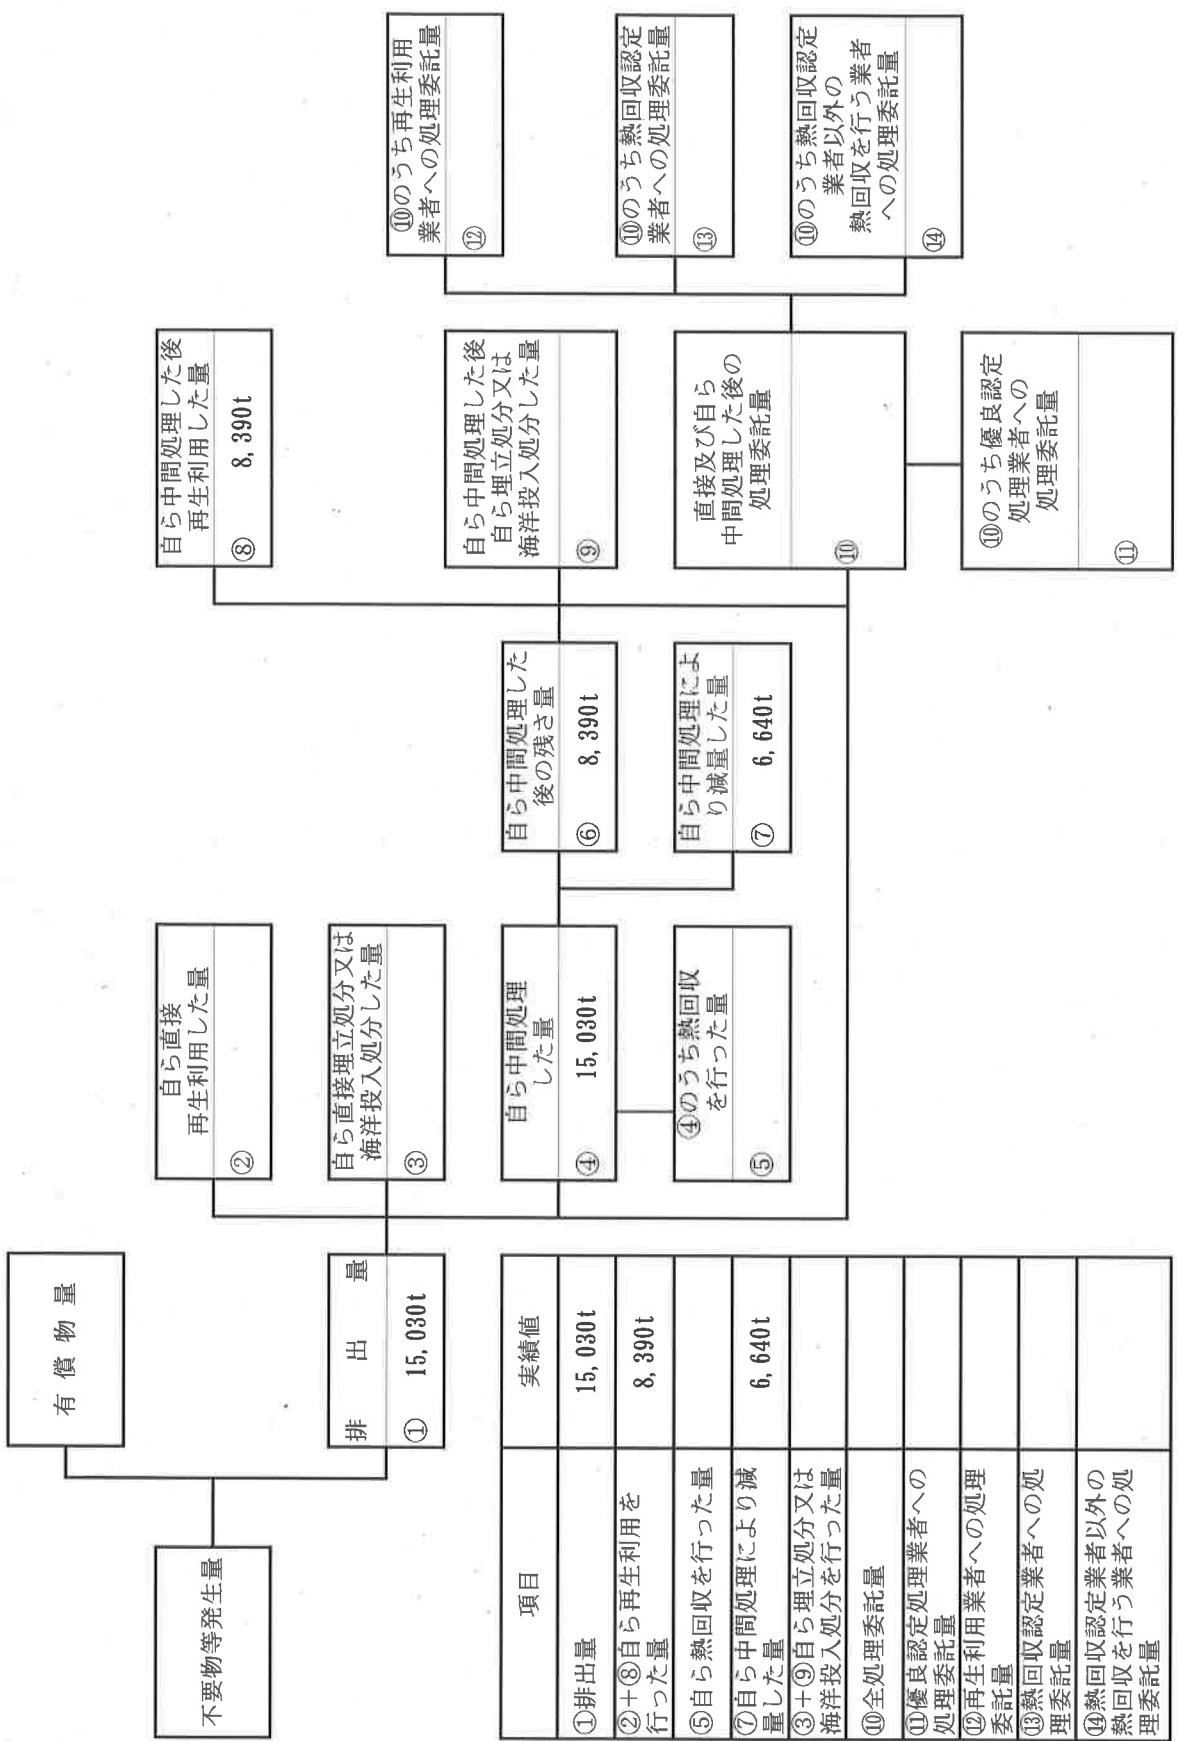 不要物等発生量
有償物量
排出量
① 15,030t
自ら直接
再生利用した量
②
自ら直接埋立処分又は
海洋投入処分した量
③
自ら中間処理
した量
④ 15,030t
④のうち熱回収
を行った量
⑤
自ら中間処理した
後の残さ量
⑥ 8,390t
自ら中間処理によ
り減量した量
⑦ 6,640t
自ら中間処理した後
再生利用した量
⑧ 8,390t
自ら中間処理した後
自ら埋立処分又は
海洋投入処分した量
⑨
直接及び自ら
中間処理した後の
処理委託量
⑩
⑩のうち優良認定
処理業者への
処理委託量
⑪
⑩のうち再生利用
業者への処理委託量
⑫
⑩のうち熱回収認定
業者への処理委託量
⑬
⑩のうち熱回収認定
業者以外の
熱回収を行う業者
への処理委託量
⑭
項目 実績値
①排出量 15,030t
②+⑧自ら再生利用を
行った量 8,390t
⑤自ら熱回収を行った量
⑦自ら中間処理により減
量した量 6,640t
③+⑨自ら埋立処分又は
海洋投入処分を行った量
⑩全処理委託量
⑪優良認定処理業者への
処理委託量
⑫再生利用業者への処理
委託量
⑬熱回収認定業者への処
理委託量
⑭熱回収認定業者以外の
熱回収を行う業者への処
理委託量